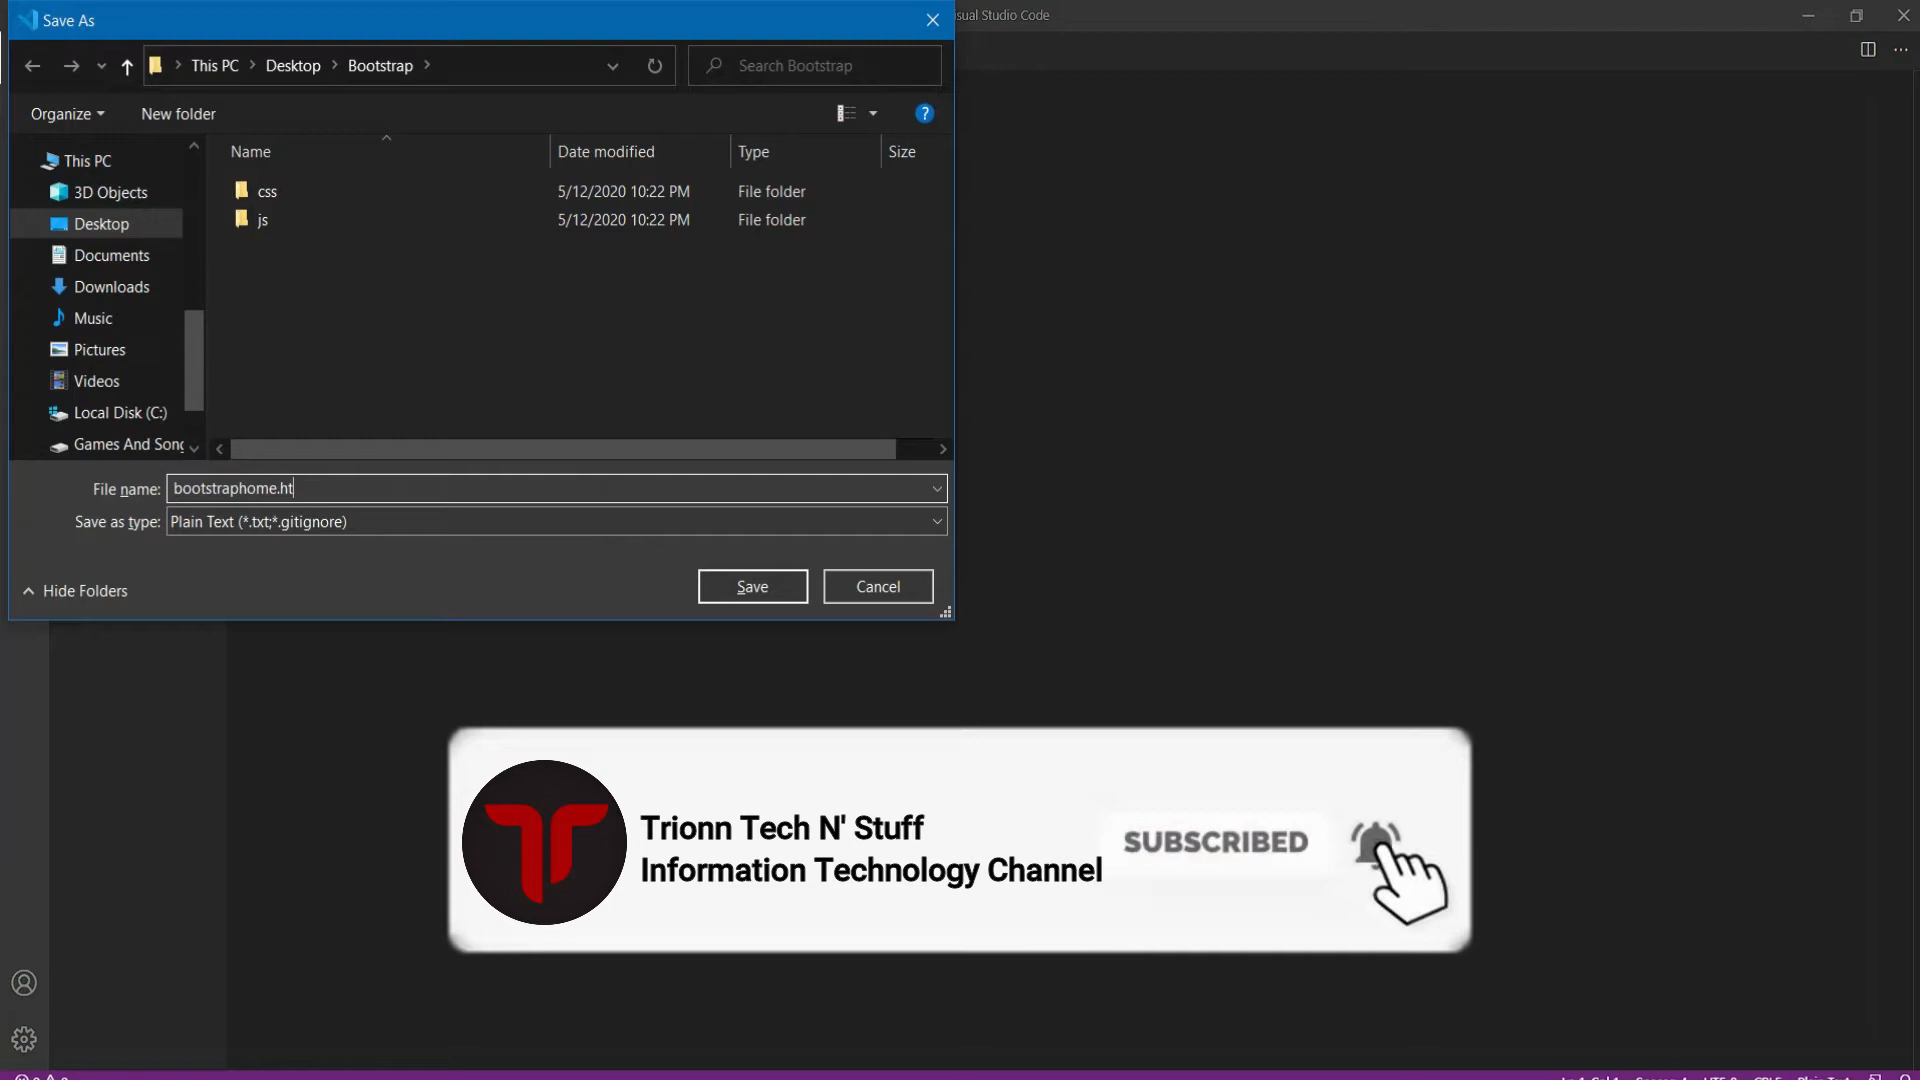 Save As
isual Studio Code
This PC
Desktop
Bootstrap
Search Bootstrap
Organize
New folder
?
Name
Date modified
Type
Size
This PC
3D Objects
Desktop
Documents
Downloads
Music
Pictures
Videos
Local Disk (C:)
Games And Song
css 5/12/2020 10:22 PM File folder
js 5/12/2020 10:22 PM File folder
File name: bootstraphome.ht
Save as type: Plain Text (*.txt;*.gitignore)
Hide Folders
Save
Cancel
Trionn Tech N' Stuff
Information Technology Channel
SUBSCRIBED